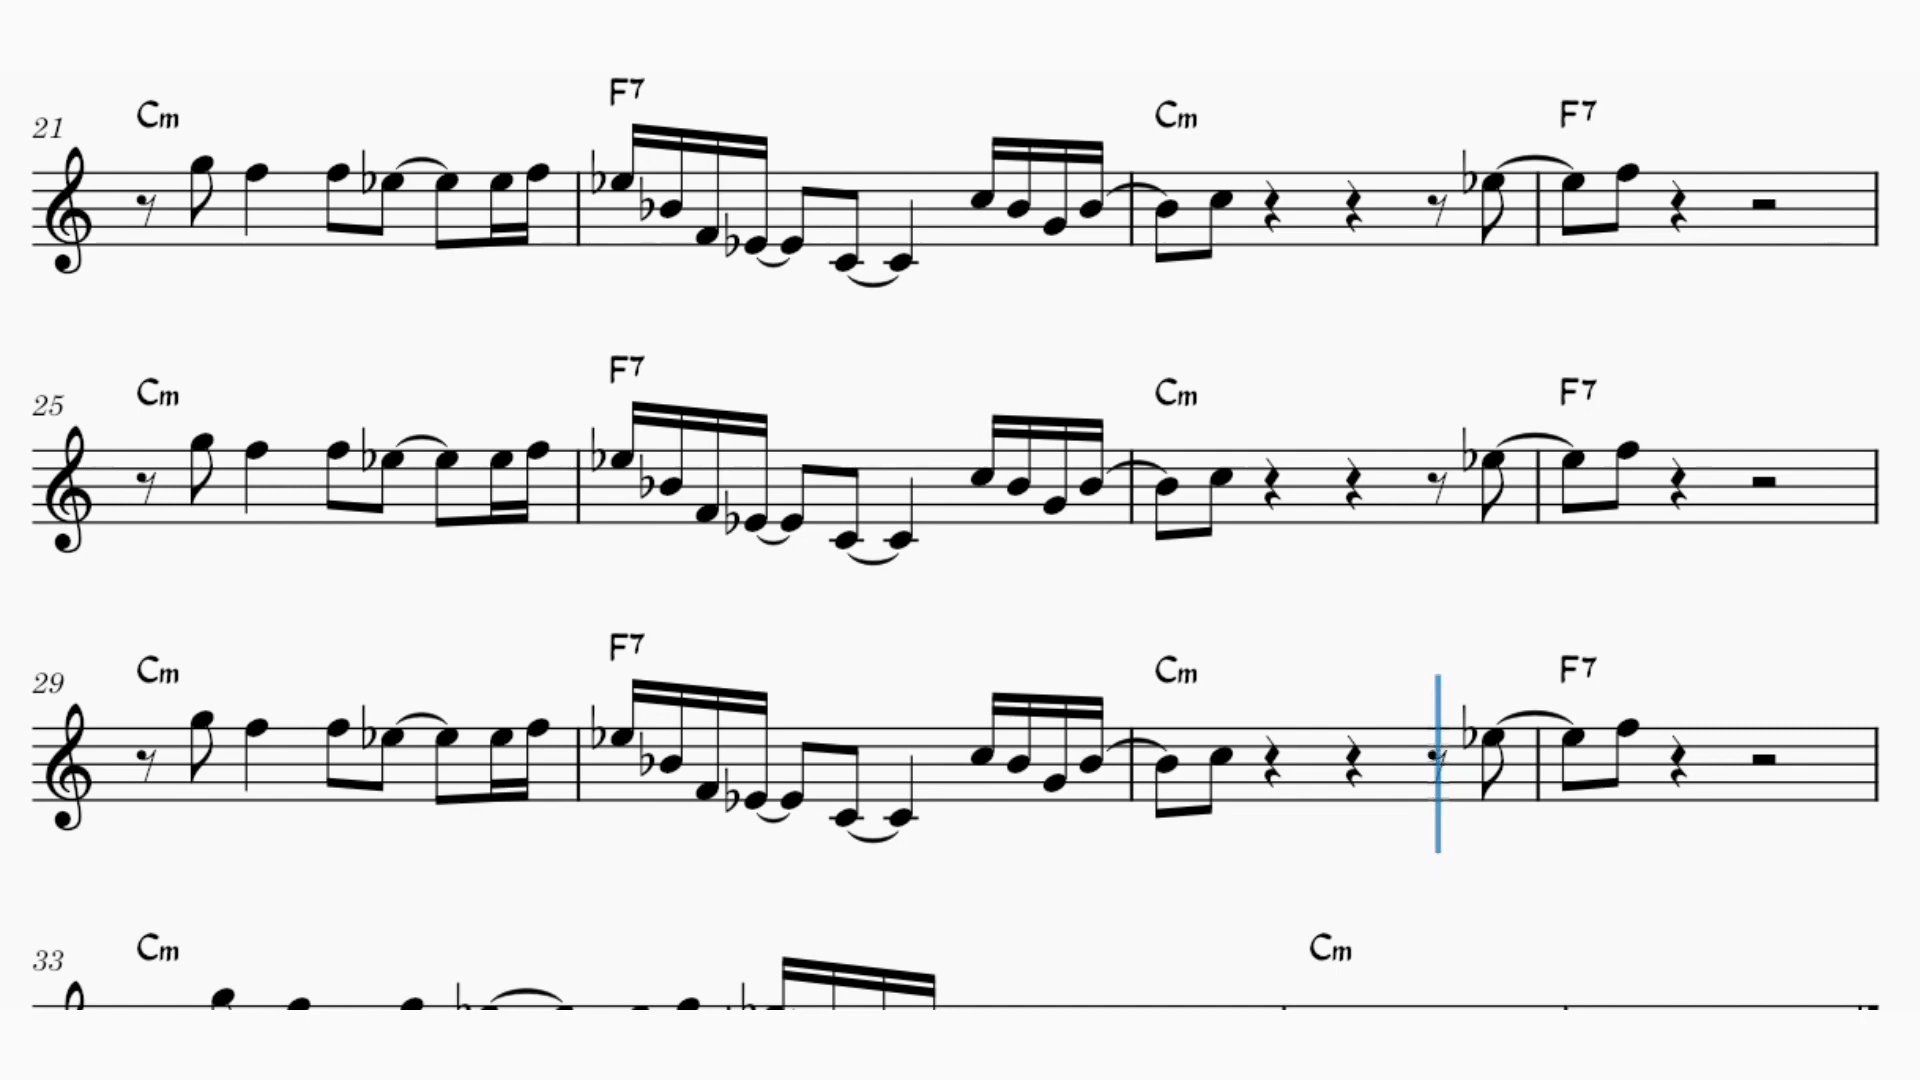 Cm F7 Cm F7
21
Cm F7 Cm F7
25
Cm F7 Cm F7
29
Cm Cm
33